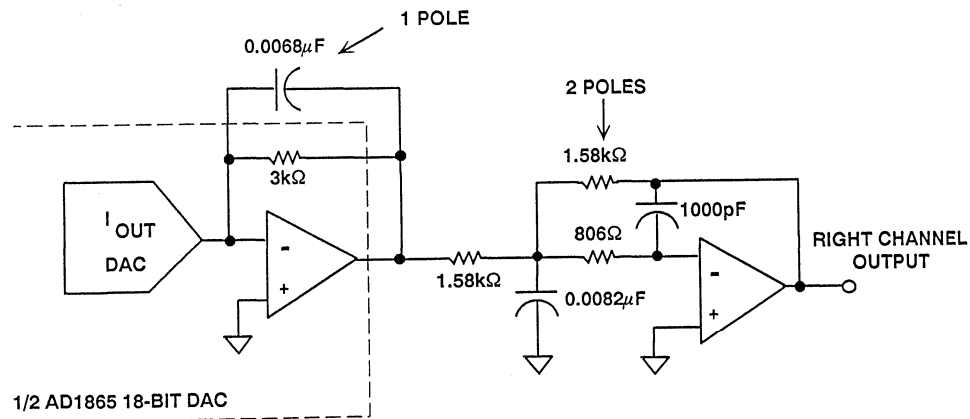 1 POLE
0.0068μF
2 POLES
1.58kΩ
3kΩ
1000pF
I OUT
DAC
-
+
806Ω
1.58kΩ
0.0082μF
-
+
RIGHT CHANNEL
OUTPUT
1/2 AD1865 18-BIT DAC